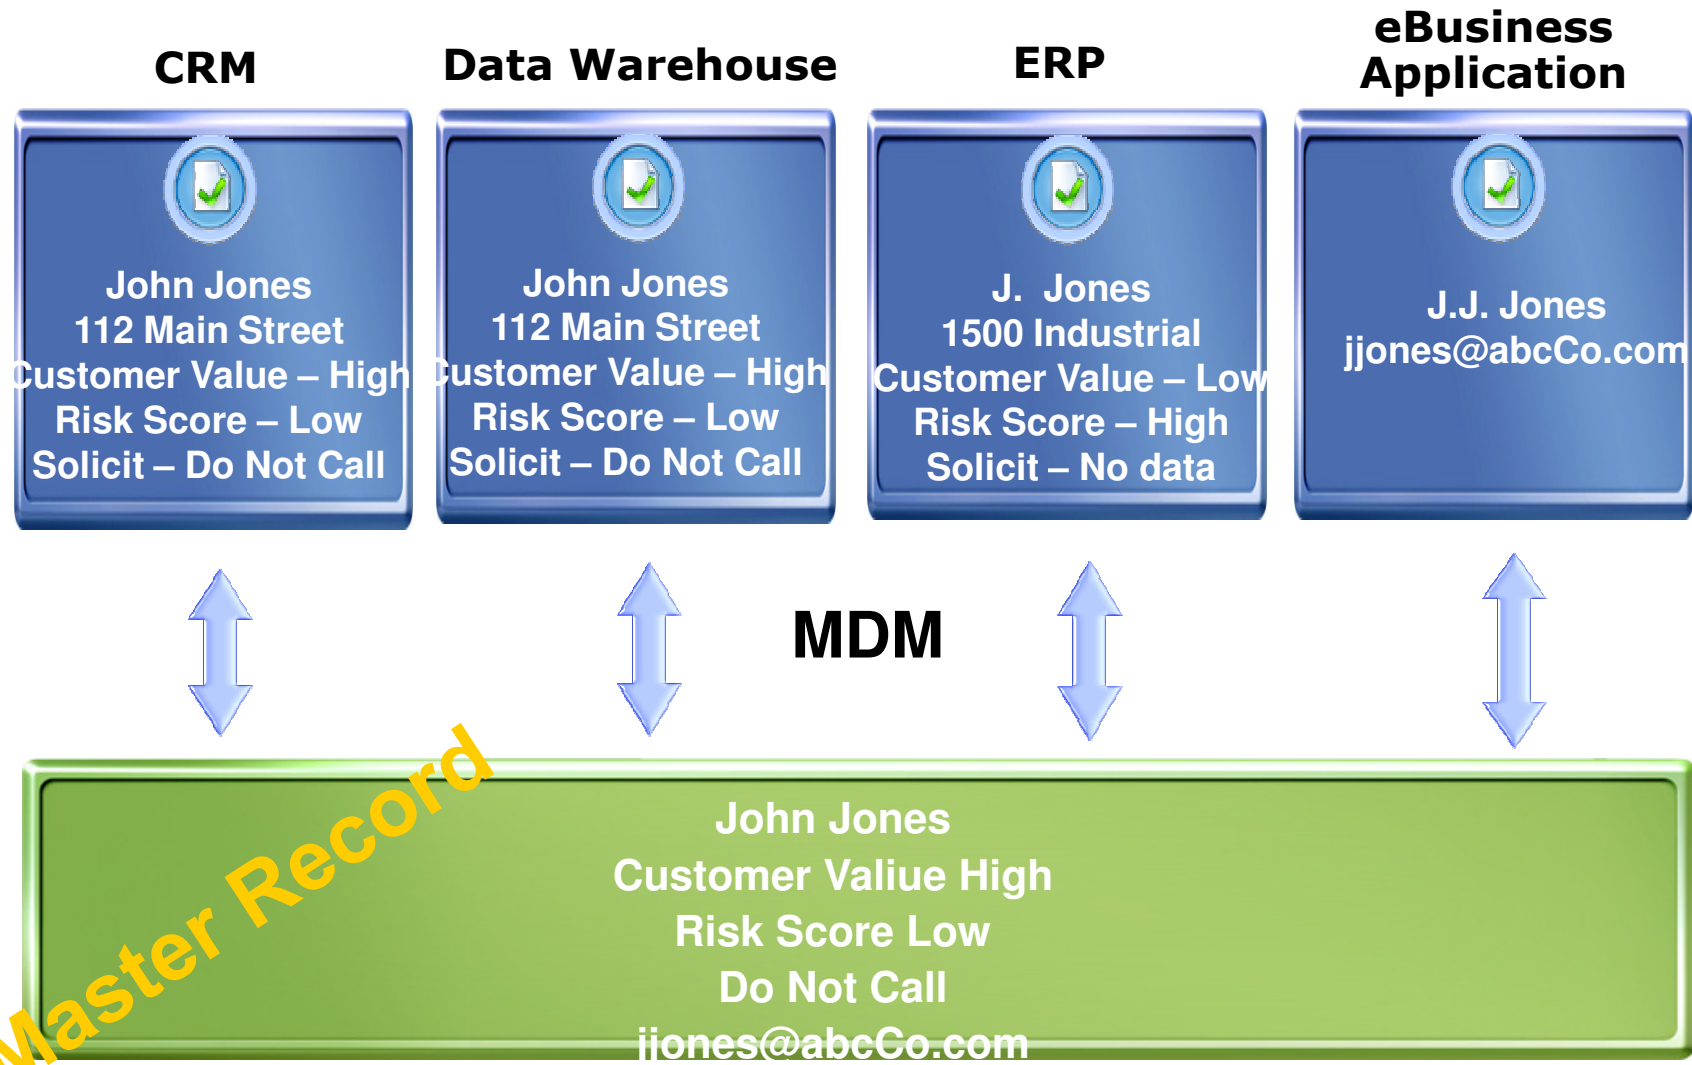 CRM
John Jones
112 Main Street
Customer Value – High
Risk Score – Low
Solicit – Do Not Call
Data Warehouse
John Jones
112 Main Street
Customer Value – High
Risk Score – Low
Solicit – Do Not Call
ERP
J. Jones
1500 Industrial
Customer Value – Low
Risk Score – High
Solicit – No data
eBusiness
Application
J.J. Jones
jjones@abcCo.com
MDM
Master Record
John Jones
Customer Valiue High
Risk Score Low
Do Not Call
jjones@abcCo.com